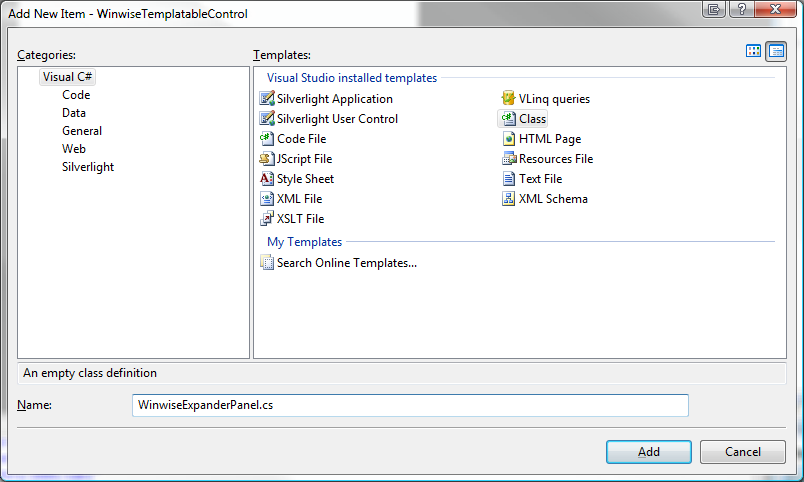 Add New Item - WinwiseTemplatableControl
Categories:
Templates:
Visual C#
Code
Data
General
Web
Silverlight
Visual Studio installed templates
Silverlight Application
VLinq queries
Silverlight User Control
Class
Code File
HTML Page
JScript File
Resources File
Style Sheet
Text File
XML File
XML Schema
XSLT File
My Templates
Search Online Templates...
An empty class definition
Name:
WinwiseExpanderPanel.cs
Add
Cancel